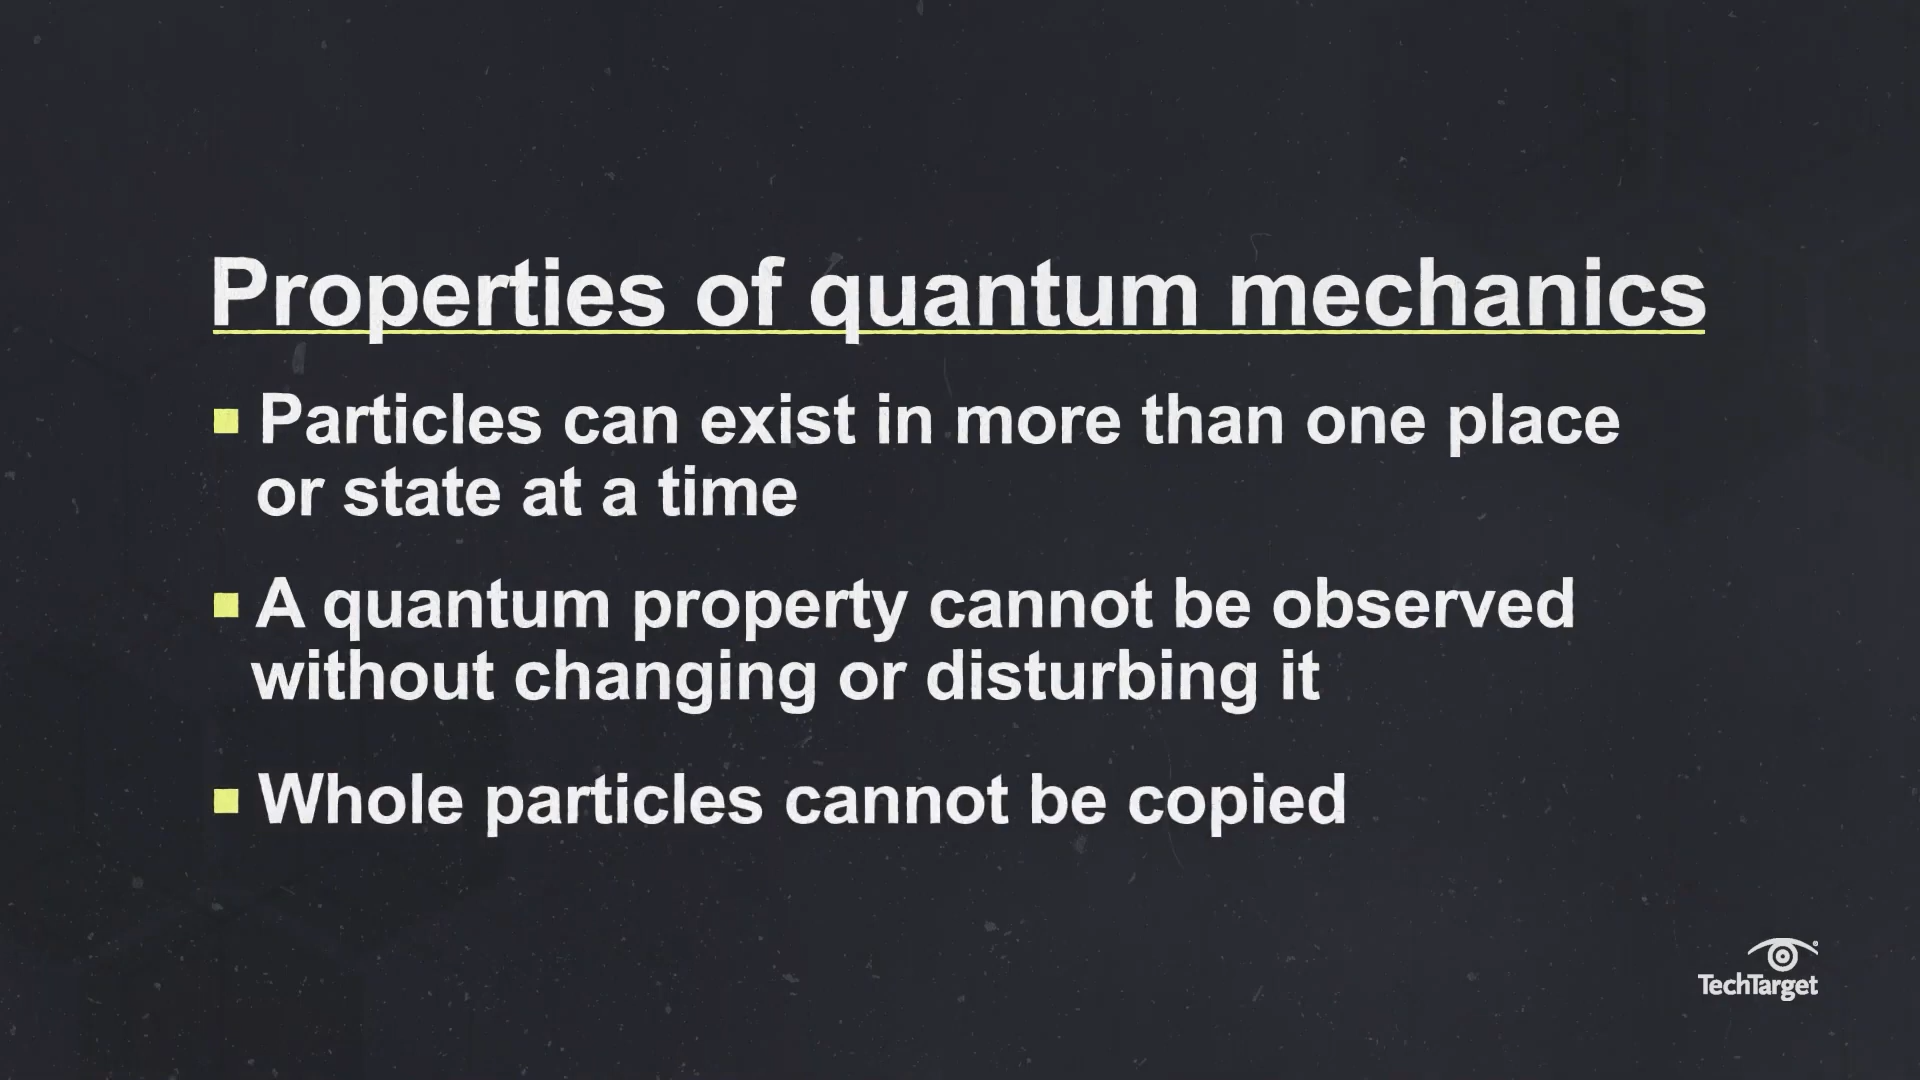 Properties of quantum mechanics
Particles can exist in more than one place
or state at a time
A quantum property cannot be observed
without changing or disturbing it
Whole particles cannot be copied
TechTarget